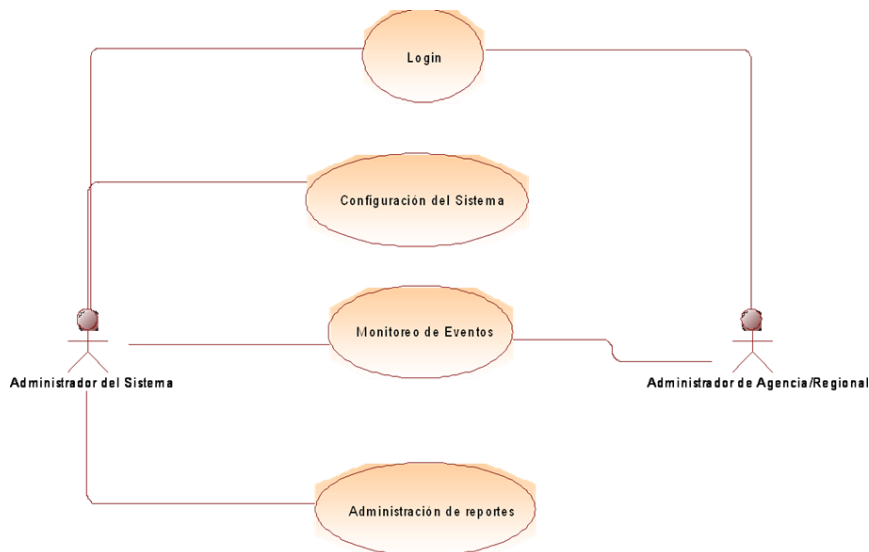 Login
Configuración del Sistema
Monitoreo de Eventos
Administrador del Sistema
Administrador de Agencia/Regional
Administración de reportes